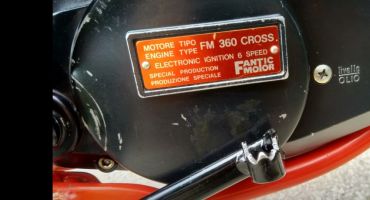 MOTORE TIPO FM 360 CROSS.
ENGINE TYPE
ELECTRONIC IGNITION 6 SPEED
SPECIAL PRODUCTION
PRODUZIONE SPECIALE
FANTIC MOTOR
livello
OLIO